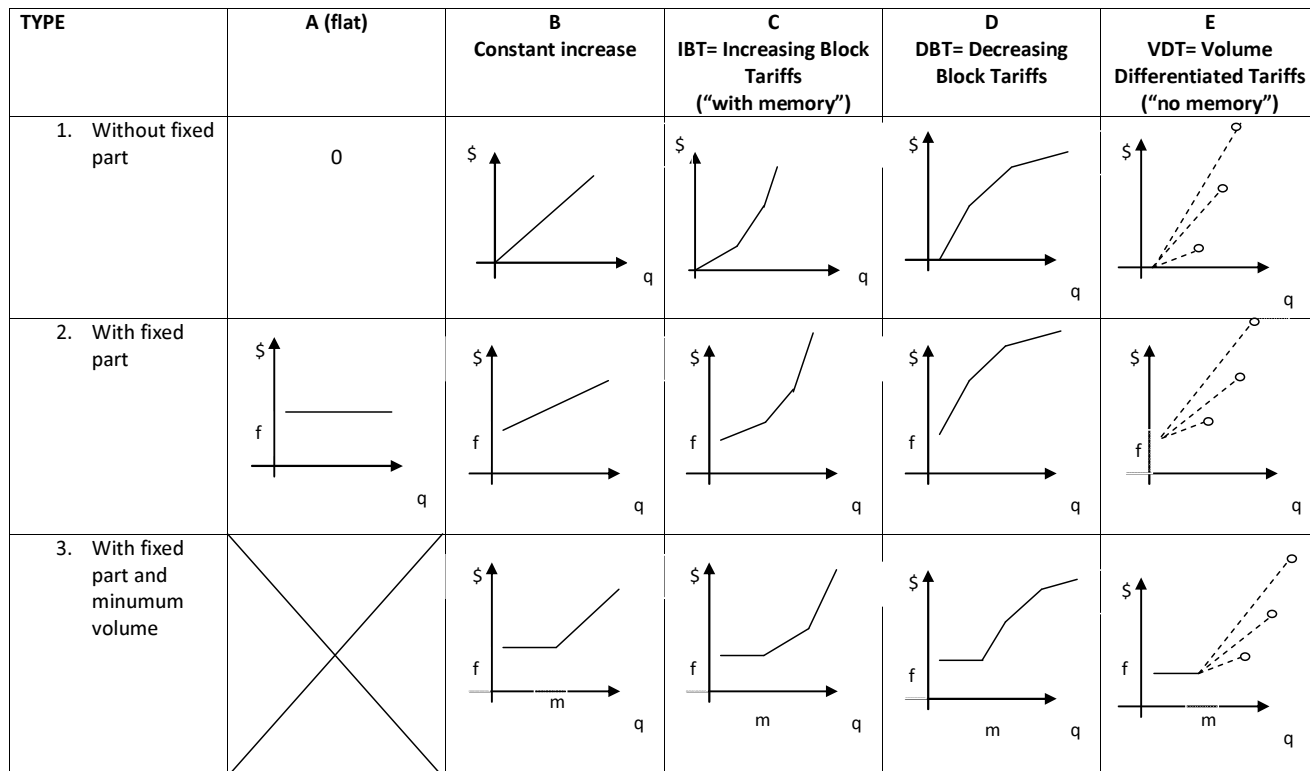 TYPE
A (flat)
B
Constant increase
C
IBT= Increasing Block
Tariffs
(“with memory”)
D
DBT= Decreasing
Block Tariffs
E
VDT= Volume
Differentiated Tariffs
(“no memory”)
1. Without fixed
part
0
$
q
$
q
$
q
$
q
2. With fixed
part
$
f
q
$
f
q
$
f
q
$
f
q
$
f
q
3. With fixed
part and
minumum
volume
$
f
m
q
$
f
m
q
$
f
m
q
$
f
m
q